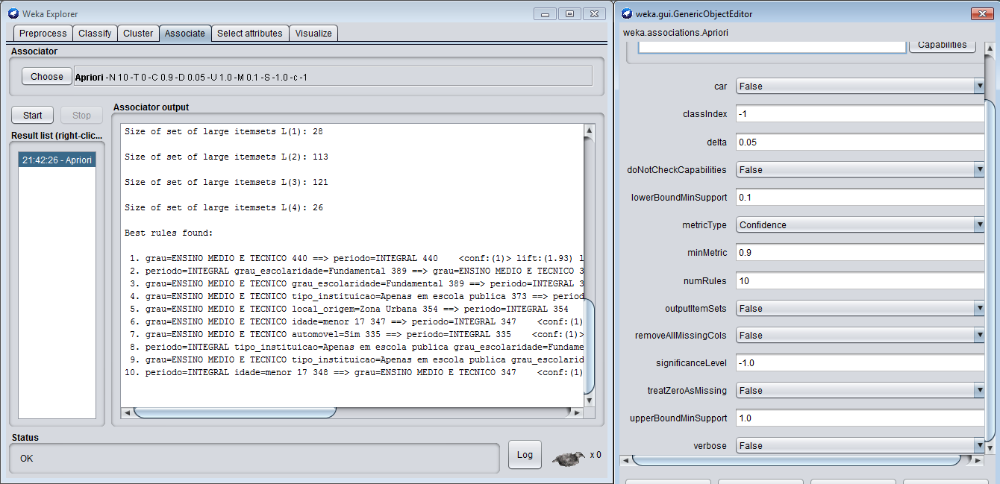 Weka Explorer
Preprocess Classify Cluster Associate Select attributes Visualize
Associator
Choose Apriori -N 10 -T 0 -C 0.9 -D 0.05 -U 1.0 -M 0.1 -S -1.0 -c -1
Start Stop
Result list (right-clic...
21:42:26 - Apriori
Associator output
Size of set of large itemsets L(1): 28
Size of set of large itemsets L(2): 113
Size of set of large itemsets L(3): 121
Size of set of large itemsets L(4): 26
Best rules found:
1. grau=ENSINO MEDIO E TECNICO 440 ==> periodo=INTEGRAL 440 <conf:(1)> lift:(1.93) l
2. periodo=INTEGRAL grau_escolaridade=Fundamental 389 ==> grau=ENSINO MEDIO E TECNICO 3
3. grau=ENSINO MEDIO E TECNICO grau_escolaridade=Fundamental 389 ==> periodo=INTEGRAL 3
4. grau=ENSINO MEDIO E TECNICO tipo_instituicao=Apenas em escola publica 373 ==> period
5. grau=ENSINO MEDIO E TECNICO local_origem=Zona Urbana 354 ==> periodo=INTEGRAL 354
6. grau=ENSINO MEDIO E TECNICO idade=menor 17 347 ==> periodo=INTEGRAL 347 <conf:(1)
7. grau=ENSINO MEDIO E TECNICO automovel=Sim 335 ==> periodo=INTEGRAL 335 <conf:(1)>
8. periodo=INTEGRAL tipo_instituicao=Apenas em escola publica grau_escolaridade=Fundame
9. grau=ENSINO MEDIO E TECNICO tipo_instituicao=Apenas em escola publica grau_escolarid
10. periodo=INTEGRAL idade=menor 17 348 ==> grau=ENSINO MEDIO E TECNICO 347 <conf:(1)
Status
OK
Log
x 0
weka.gui.GenericObjectEditor
weka.associations.Apriori
Capabilities
car False
classIndex -1
delta 0.05
doNotCheckCapabilities False
lowerBoundMinSupport 0.1
metricType Confidence
minMetric 0.9
numRules 10
outputItemSets False
removeAllMissingCols False
significanceLevel -1.0
treatZeroAsMissing False
upperBoundMinSupport 1.0
verbose False